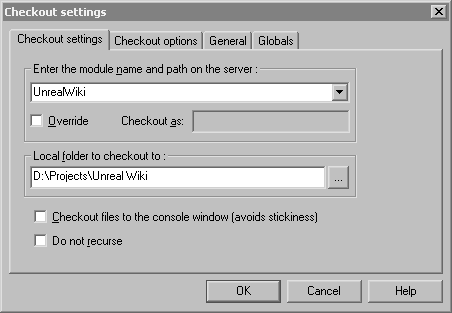 Checkout settings
Checkout settings Checkout options General Globals
Enter the module name and path on the server :
UnrealWiki
Override Checkout as:
Local folder to checkout to :
D:\Projects\Unreal Wiki ...
Checkout files to the console window (avoids stickiness)
Do not recurse
OK Cancel Help